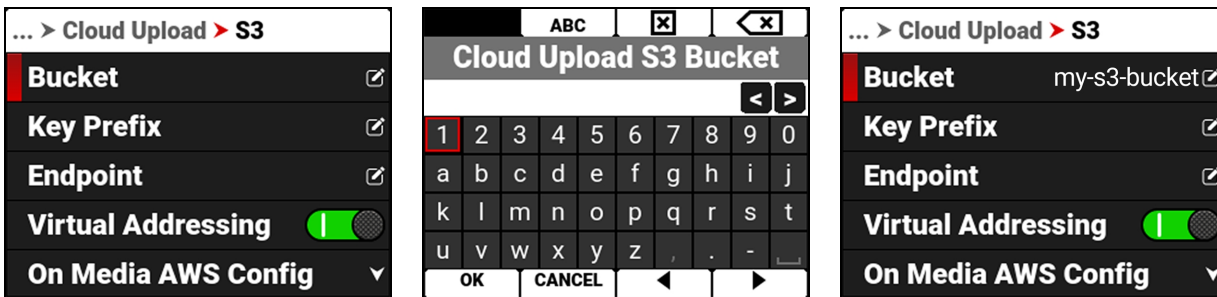 ... > Cloud Upload > S3
Bucket
Key Prefix
Endpoint
Virtual Addressing
On Media AWS Config
ABC
Cloud Upload S3 Bucket
< >
1 2 3 4 5 6 7 8 9 0
a b c d e f g h i j
k l m n o p q r s t
u v w x y z , . -
OK CANCEL
... > Cloud Upload > S3
Bucket my-s3-bucket
Key Prefix
Endpoint
Virtual Addressing
On Media AWS Config